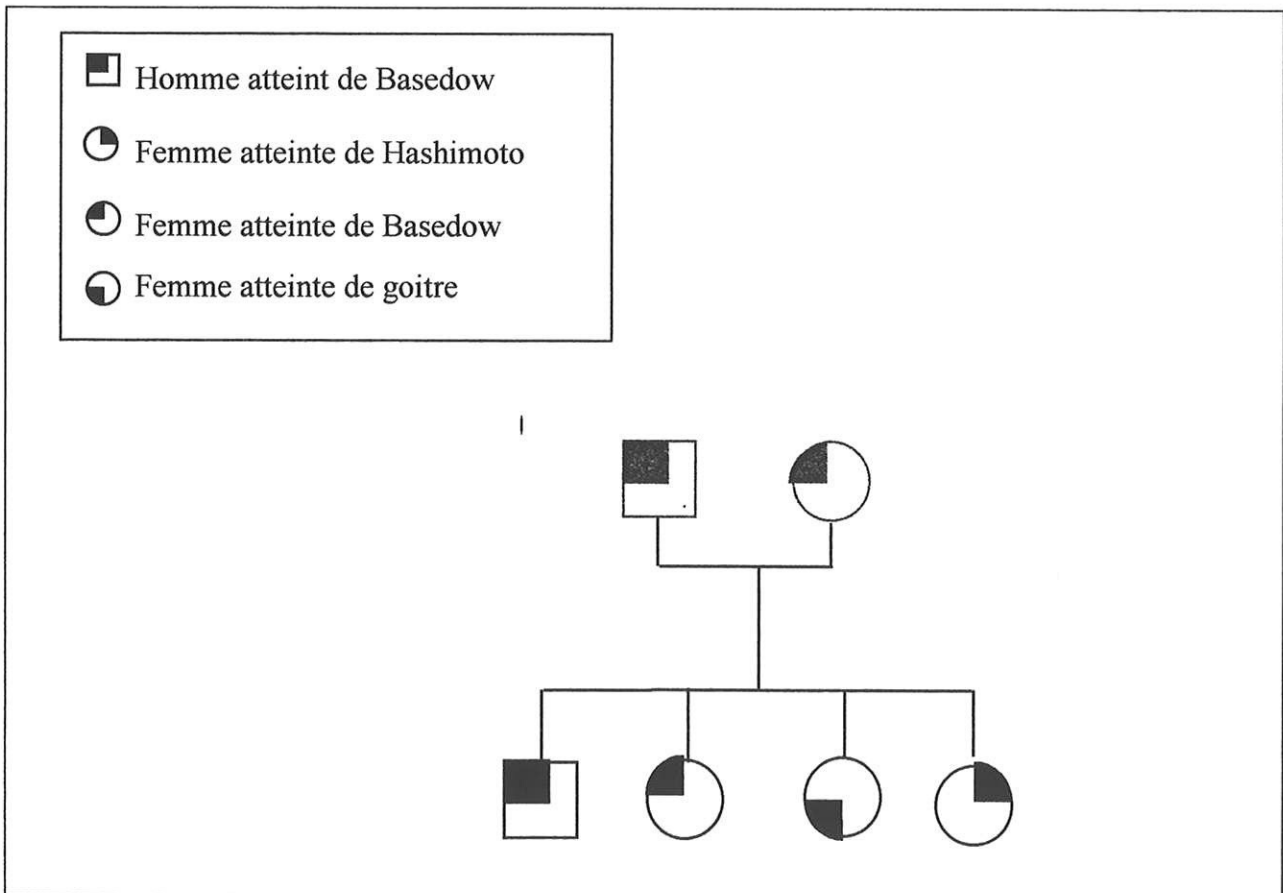 Homme atteint de Basedow
Femme atteinte de Hashimoto
Femme atteinte de Basedow
Femme atteinte de goitre